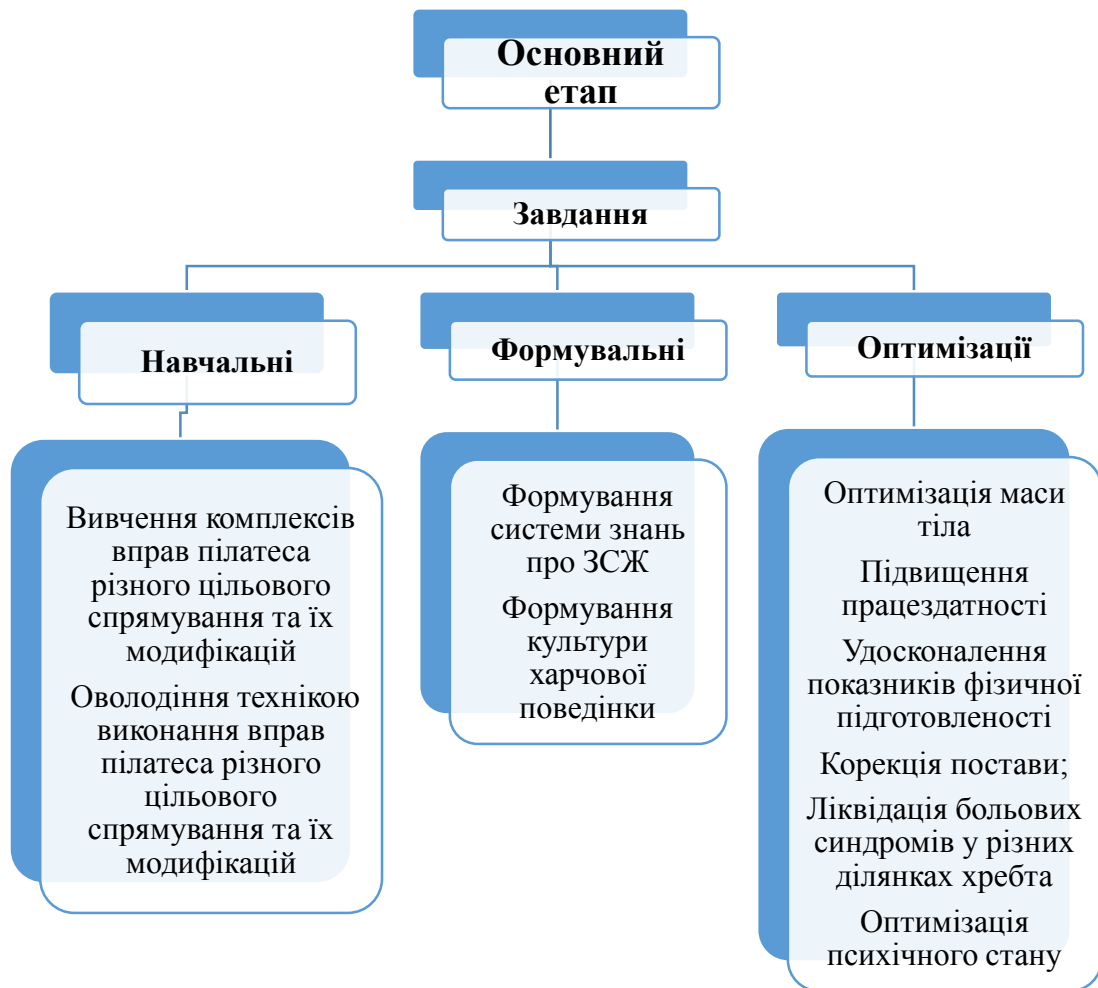 Основний
етап
Завдання
Навчальні
Формувальні
Оптимізації
Вивчення комплексів
вправ пілатеса
різного цільового
спрямування та їх
модифікацій
Оволодіння технікою
виконання вправ
пілатеса різного
цільового
спрямування та їх
модифікацій
Формування
системи знань
про ЗСЖ
Формування
культури
харчової
поведінки
Оптимізація маси
тіла
Підвищення
працездатності
Удосконалення
показників фізичної
підготовленості
Корекція постави;
Ліквідація больових
синдромів у різних
ділянках хребта
Оптимізація
психічного стану